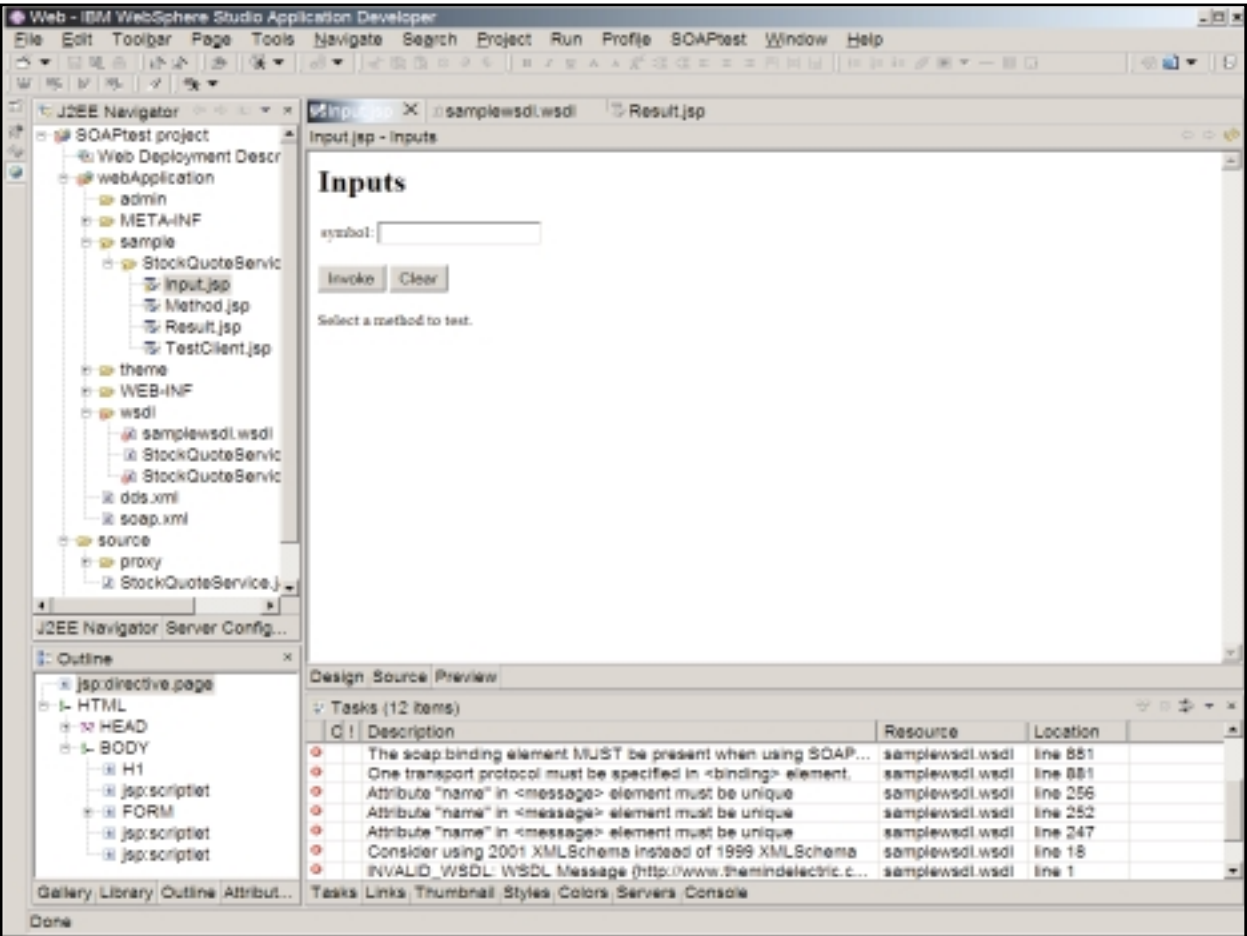 Web - IBM WebSphere Studio Application Developer
File Edit Toolbar Page Tools Navigate Search Project Run Profile SOAPtest Window Help
J2EE Navigator
SOAPtest project
Web Deployment Descr
webApplication
admin
META-INF
sample
StockQuoteServic
Input.jsp
Method.jsp
Result.jsp
TestClient.jsp
theme
WEB-INF
wsdl
samplewsdl.wsdl
StockQuoteServic
StockQuoteServic
dds.xml
soap.xml
source
proxy
StockQuoteService.j
J2EE Navigator Server Config...
Input.jsp samplewsdl.wsdl Result.jsp
Input.jsp - Inputs
Inputs
symbol:
Invoke Clear
Select a method to test.
Design Source Preview
Outline
jsp:directive.page
HTML
HEAD
BODY
H1
jsp:scriptlet
FORM
jsp:scriptlet
jsp:scriptlet
Gallery Library Outline Attribut...
Tasks (12 items)
C ! Description Resource Location
The soap:binding element MUST be present when using SOAP... samplewsdl.wsdl line 881
One transport protocol must be specified in <binding> element. samplewsdl.wsdl line 881
Attribute "name" in <message> element must be unique samplewsdl.wsdl line 256
Attribute "name" in <message> element must be unique samplewsdl.wsdl line 252
Attribute "name" in <message> element must be unique samplewsdl.wsdl line 247
Consider using 2001 XMLSchema instead of 1999 XMLSchema samplewsdl.wsdl line 18
INVALID_WSDL: WSDL Message (http://www.themindelectric.c... samplewsdl.wsdl line 1
Tasks Links Thumbnail Styles Colors Servers Console
Done